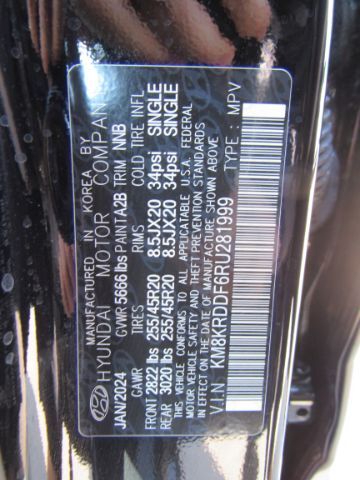 MANUFACTURED IN KOREA BY
HYUNDAI MOTOR COMPANY
JAN/2024 GVWR 5666 lbs PAINT A2B TRIM NNB
GAWR TIRES RIMS COLD TIRE INFL
FRONT 2822 lbs 255/45R20 8.5JX20 34psi SINGLE
REAR 3020 lbs 255/45R20 8.5JX20 34psi SINGLE
THIS VEHICLE CONFORMS TO ALL APPLICABLE U.S.A. FEDERAL
MOTOR VEHICLE SAFETY AND THEFT PREVENTION STANDARDS
IN EFFECT ON THE DATE OF MANUFACTURE SHOWN ABOVE.
V.I.N : KM8KRDDF6RU281999
TYPE : MPV